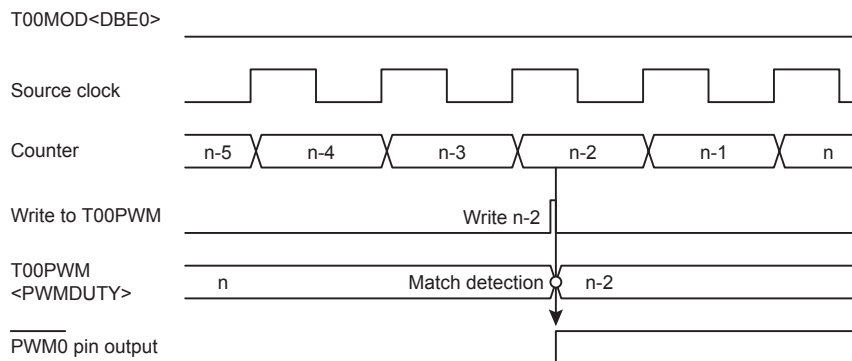 T00MOD<DBE0>
Source clock
Counter
n-5 n-4 n-3 n-2 n-1 n
Write to T00PWM
Write n-2
T00PWM
<PWMDUTY>
n
Match detection
n-2
PWM0 pin output